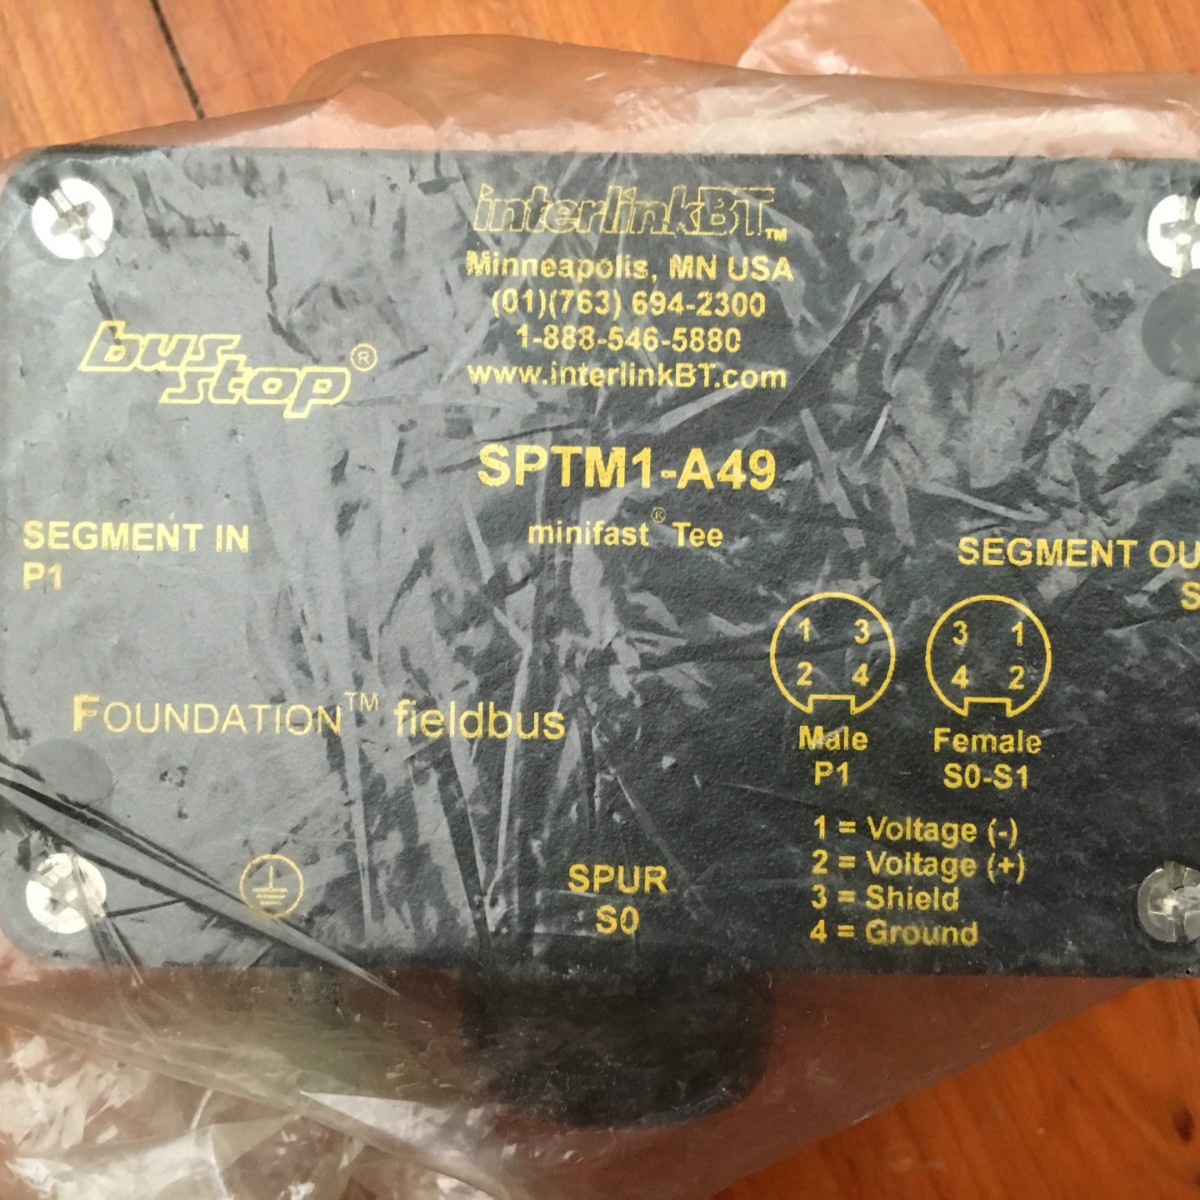 interlinkBT™
Minneapolis, MN USA
(01)(763) 694-2300
1-888-546-5880
www.interlinkBT.com
bus
stop®
SPTM1-A49
minifast® Tee
SEGMENT IN
P1
SEGMENT OU
S
1 3
2 4
3 1
4 2
Male
P1
Female
S0-S1
FOUNDATION™ fieldbus
1 = Voltage (-)
2 = Voltage (+)
3 = Shield
4 = Ground
SPUR
S0